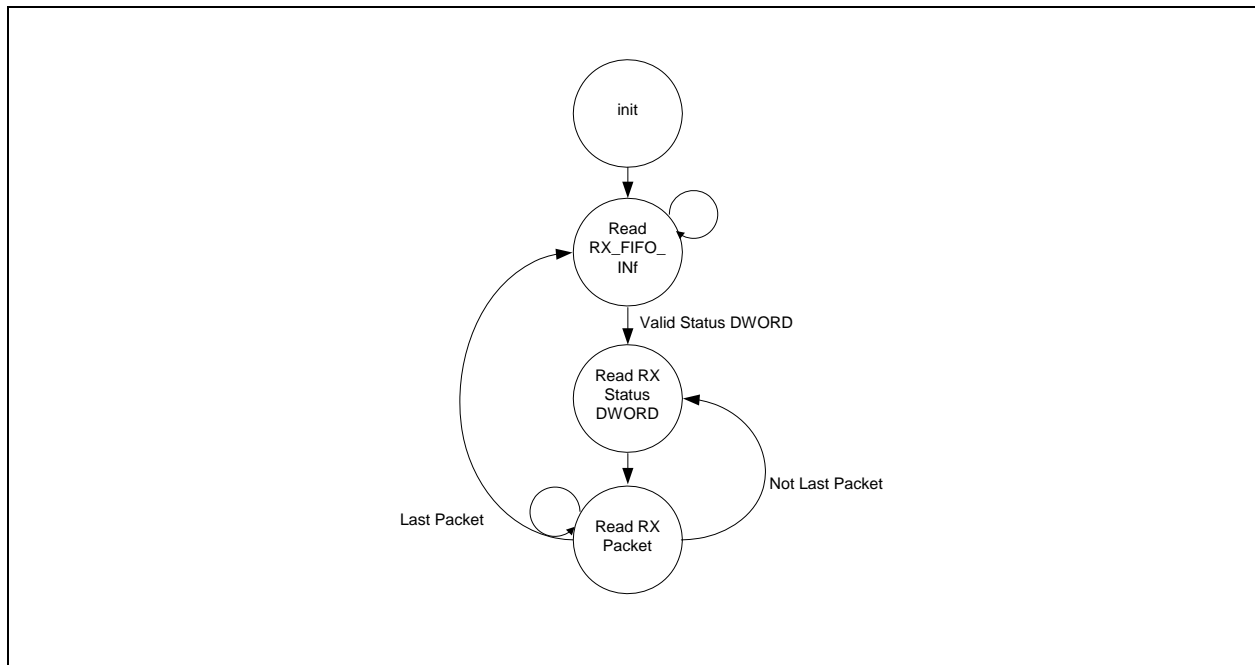 init
Read
RX_FIFO_
INf
Valid Status DWORD
Read RX
Status
DWORD
Not Last Packet
Last Packet
Read RX
Packet